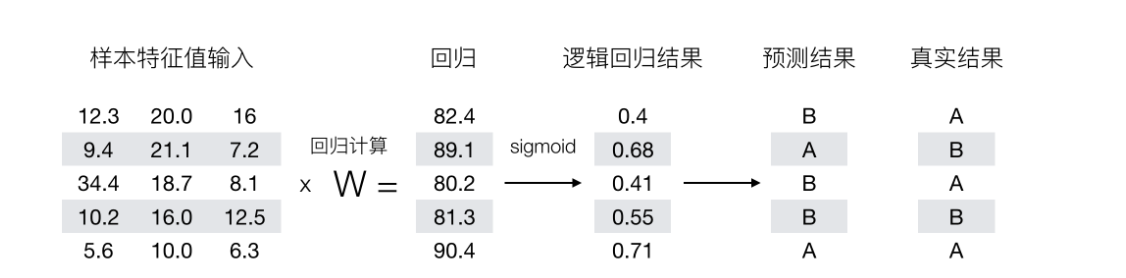 样本特征值输入 回归 逻辑回归结果 预测结果 真实结果
12.3 20.0 16 82.4 0.4 B A
9.4 21.1 7.2 回归计算 89.1 sigmoid 0.68 A B
34.4 18.7 8.1 x W = 80.2 0.41 B A
10.2 16.0 12.5 81.3 0.55 B B
5.6 10.0 6.3 90.4 0.71 A A